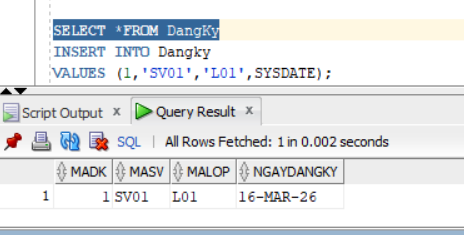 SELECT *FROM DangKy
INSERT INTO Dangky
VALUES (1,'SV01','L01',SYSDATE);
Script Output x Query Result x
SQL | All Rows Fetched: 1 in 0.002 seconds
MADK MASV MALOP NGAYDANGKY
1 1 SV01 L01 16-MAR-26